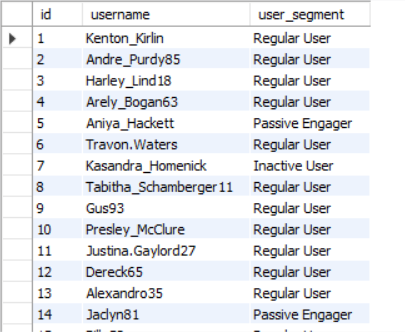 id username user_segment
1 Kenton_Kirlin Regular User
2 Andre_Purdy85 Regular User
3 Harley_Lind18 Regular User
4 Arely_Bogan63 Regular User
5 Aniya_Hackett Passive Engager
6 Travon.Waters Regular User
7 Kasandra_Homenick Inactive User
8 Tabitha_Schamberger11 Regular User
9 Gus93 Regular User
10 Presley_McClure Regular User
11 Justina.Gaylord27 Regular User
12 Dereck65 Regular User
13 Alexandro35 Regular User
14 Jaclyn81 Passive Engager